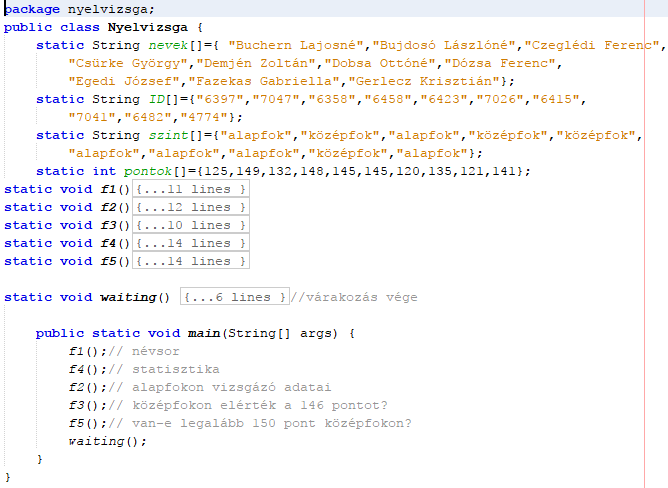 package nyelvizsga;
public class Nyelvizsga {
static String nevek[]={ "Buchern Lajosné","Bujdosó Lászlóné","Czeglédi Ferenc",
"Csürke György","Demjén Zoltán","Dobsa Ottóné","Dózsa Ferenc",
"Egedi József","Fazekas Gabriella","Gerlecz Krisztián"};
static String ID[]={"6397","7047","6358","6458","6423","7026","6415",
"7041","6482","4774"};
static String szint[]={"alapfok","középfok","alapfok","középfok","középfok",
"alapfok","alapfok","alapfok","középfok","alapfok"};
static int pontok[]={125,149,132,148,145,145,120,135,121,141};
static void f1(){...11 lines }
static void f2(){...12 lines }
static void f3(){...10 lines }
static void f4(){...14 lines }
static void f5(){...14 lines }
static void waiting() {...6 lines }//várakozás vége
public static void main(String[] args) {
f1();// névsor
f4();// statisztika
f2();// alapfokon vizsgázó adatai
f3();// középfokon elérték a 146 pontot?
f5();// van-e legalább 150 pont középfokon?
waiting();
}
}